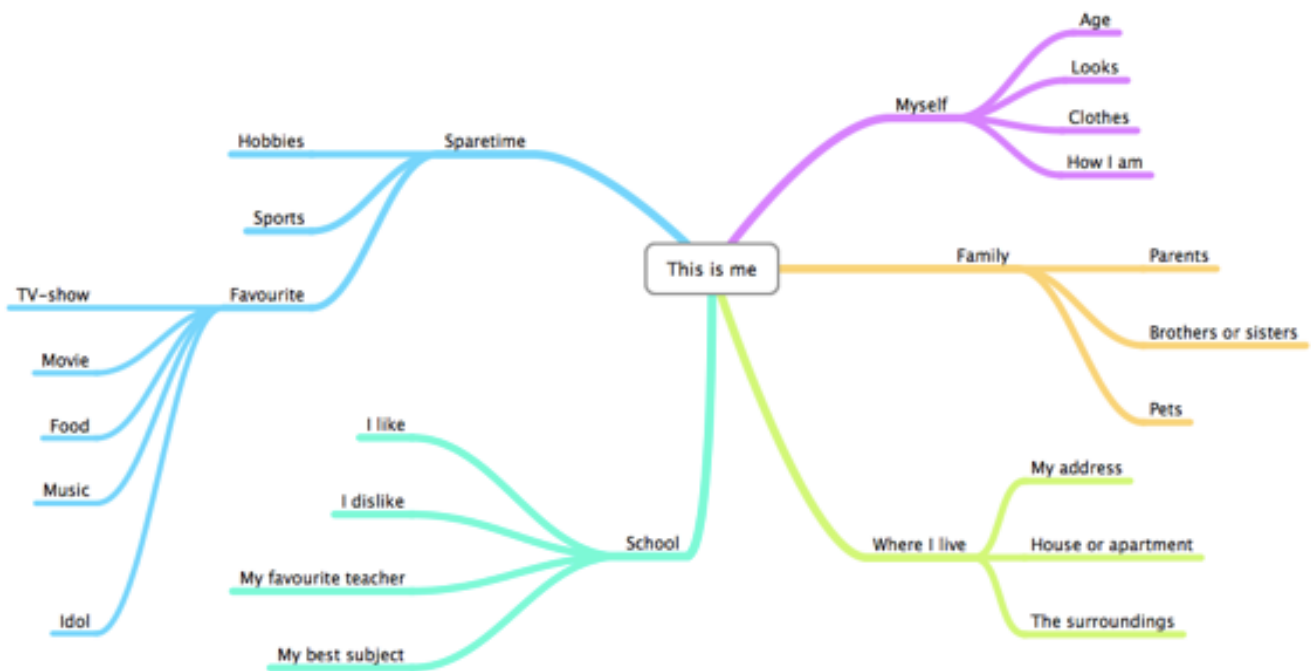 This is me
Myself
Age
Looks
Clothes
How I am
Family
Parents
Brothers or sisters
Pets
Where I live
My address
House or apartment
The surroundings
School
I like
I dislike
My favourite teacher
My best subject
Sparetime
Hobbies
Sports
Favourite
TV-show
Movie
Food
Music
Idol